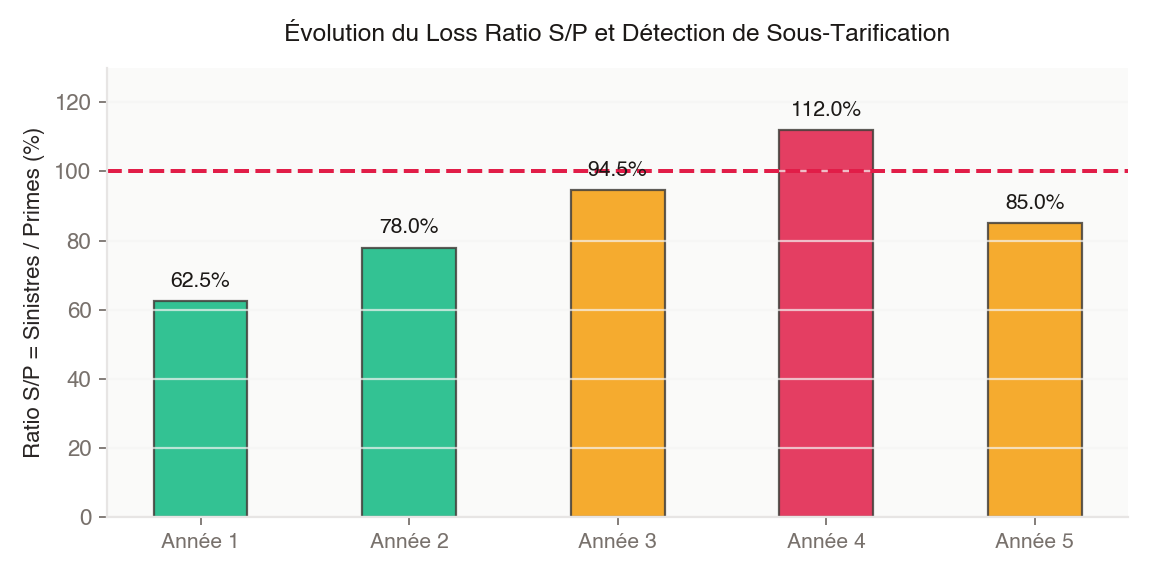 Évolution du Loss Ratio S/P et Détection de Sous-Tarification
Ratio S/P = Sinistres / Primes (%)
120
100
80
60
40
20
0
62.5%
78.0%
94.5%
112.0%
85.0%
Année 1
Année 2
Année 3
Année 4
Année 5